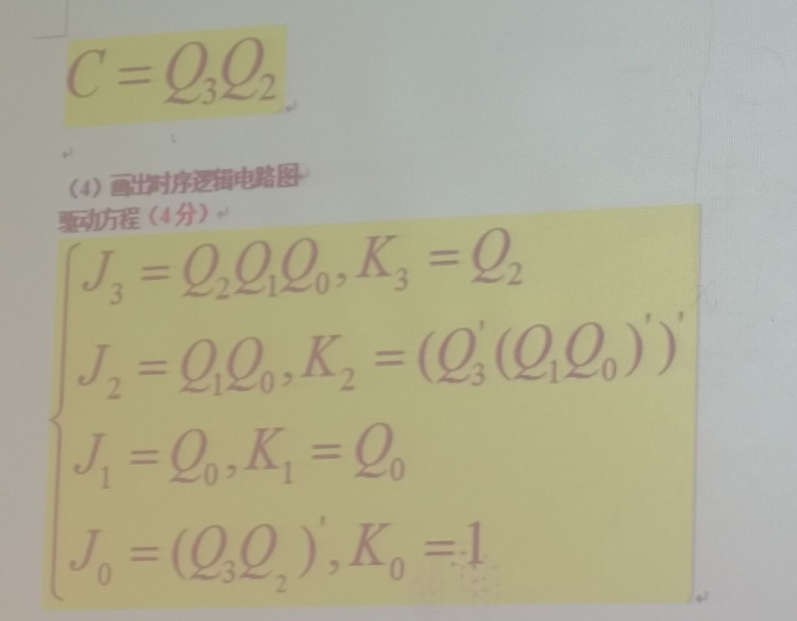 C = Q₃Q₂
（4）画出时序逻辑电路图
驱动方程（4分）
J₃ = Q₂Q₁Q₀, K₃ = Q₂
J₂ = Q₁Q₀, K₂ = (Q₃'(Q₁Q₀)')'
J₁ = Q₀, K₁ = Q₀
J₀ = (Q₃Q₂)', K₀ = 1